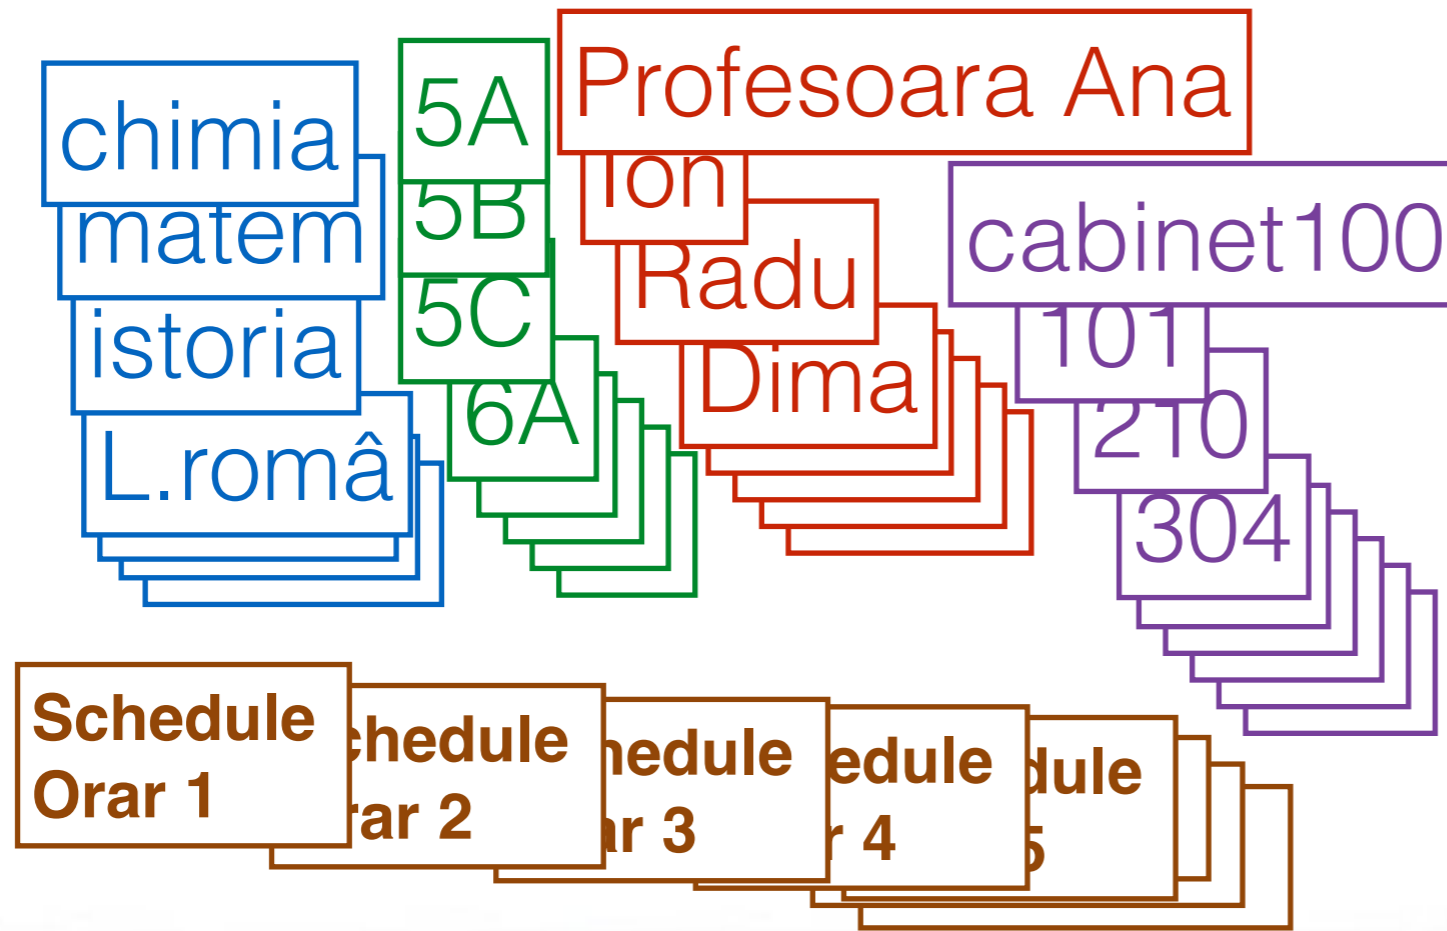 chimia
matem
istoria
L.româ
5A
5B
5C
6A
Profesoara Ana
Ion
Radu
Dima
cabinet100
101
210
304
Schedule
Orar 1
chedule
rar 2
hedule
ar 3
edule
r 4
dule
5